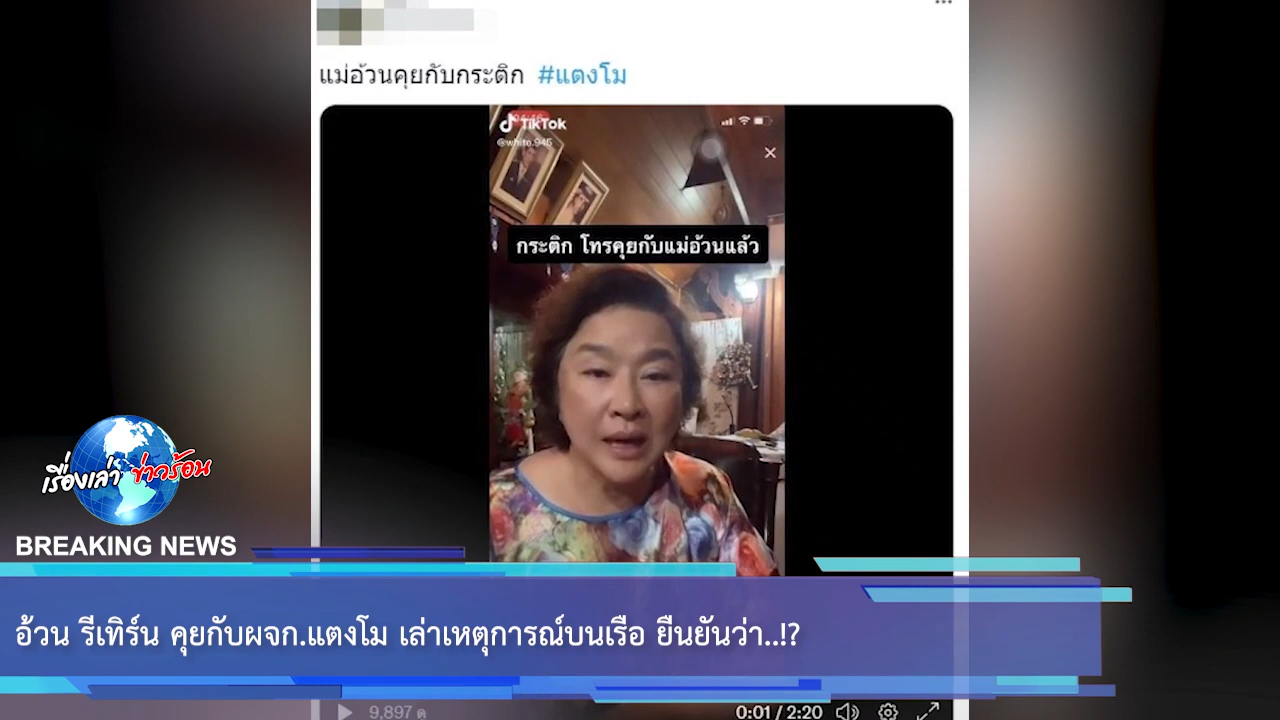 แม่อ้วนคุยกับกระติก #แตงโม
TikTok
@whito.945
กระติก โทรคุยกับแม่อ้วนแล้ว
เรื่องเล่า ข่าวร้อน
BREAKING NEWS
อ้วน รีเทิร์น คุยกับผจก.แตงโม เล่าเหตุการณ์บนเรือ ยืนยันว่า..!?
9,897 ดู
0:01 / 2:20